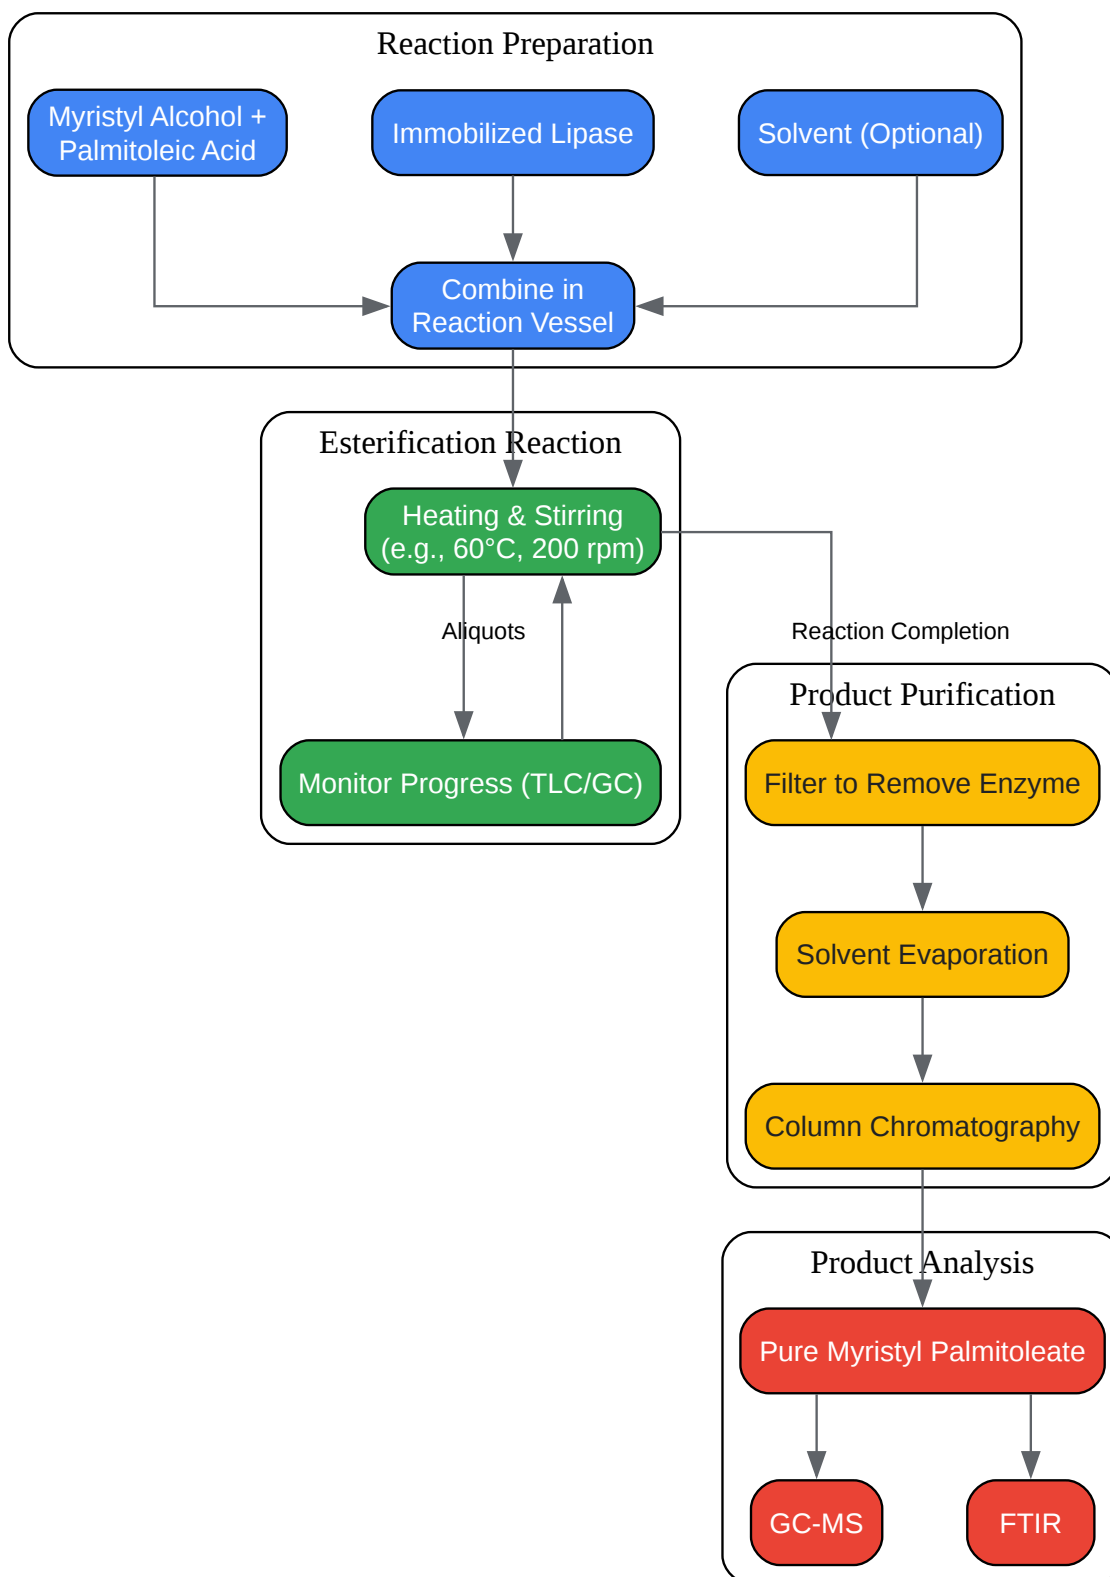 Reaction Preparation
Myristyl Alcohol +
Palmitoleic Acid
Immobilized Lipase
Solvent (Optional)
Combine in
Reaction Vessel
Esterification Reaction
Heating & Stirring
(e.g., 60°C, 200 rpm)
Aliquots
Reaction Completion
Monitor Progress (TLC/GC)
Product Purification
Filter to Remove Enzyme
Solvent Evaporation
Column Chromatography
Product Analysis
Pure Myristyl Palmitoleate
GC-MS
FTIR